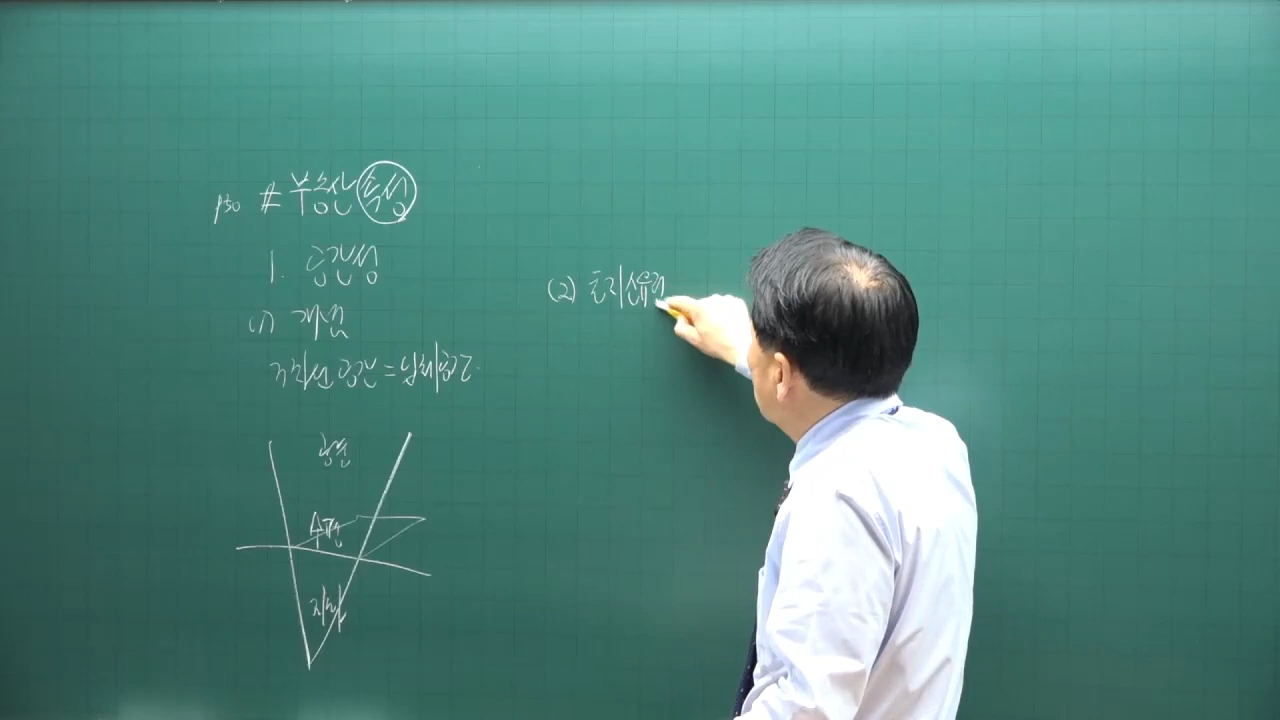 p30 # 부동산 특성
1. 공간성
(1) 개념
3차원 공간 = 입체공간
공중
수평
지하
(2) 토지소유권